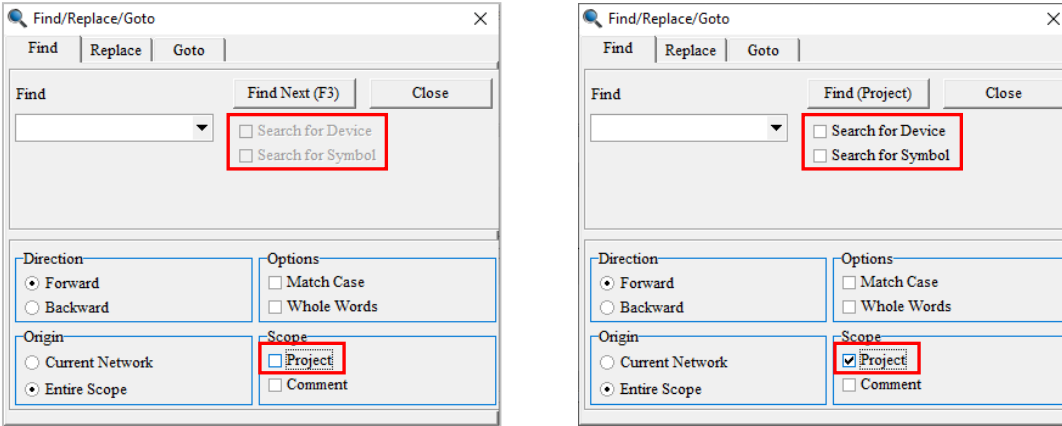 Find/Replace/Goto
Find Replace Goto
Find
Find Next (F3) Close
Search for Device
Search for Symbol
Direction
Forward
Backward
Options
Match Case
Whole Words
Origin
Current Network
Entire Scope
Scope
Project
Comment
Find/Replace/Goto
Find Replace Goto
Find
Find (Project) Close
Search for Device
Search for Symbol
Direction
Forward
Backward
Options
Match Case
Whole Words
Origin
Current Network
Entire Scope
Scope
Project
Comment